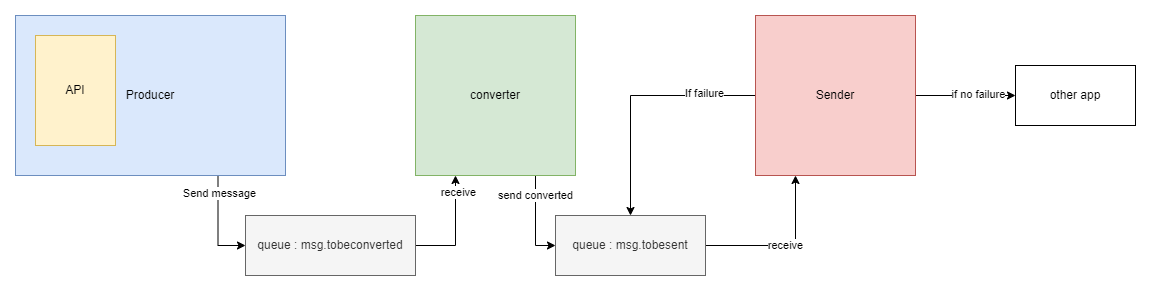 API
Producer
converter
Sender
other app
If failure
if no failure
Send message
receive
send converted
queue : msg.tobeconverted
queue : msg.tobesent
receive